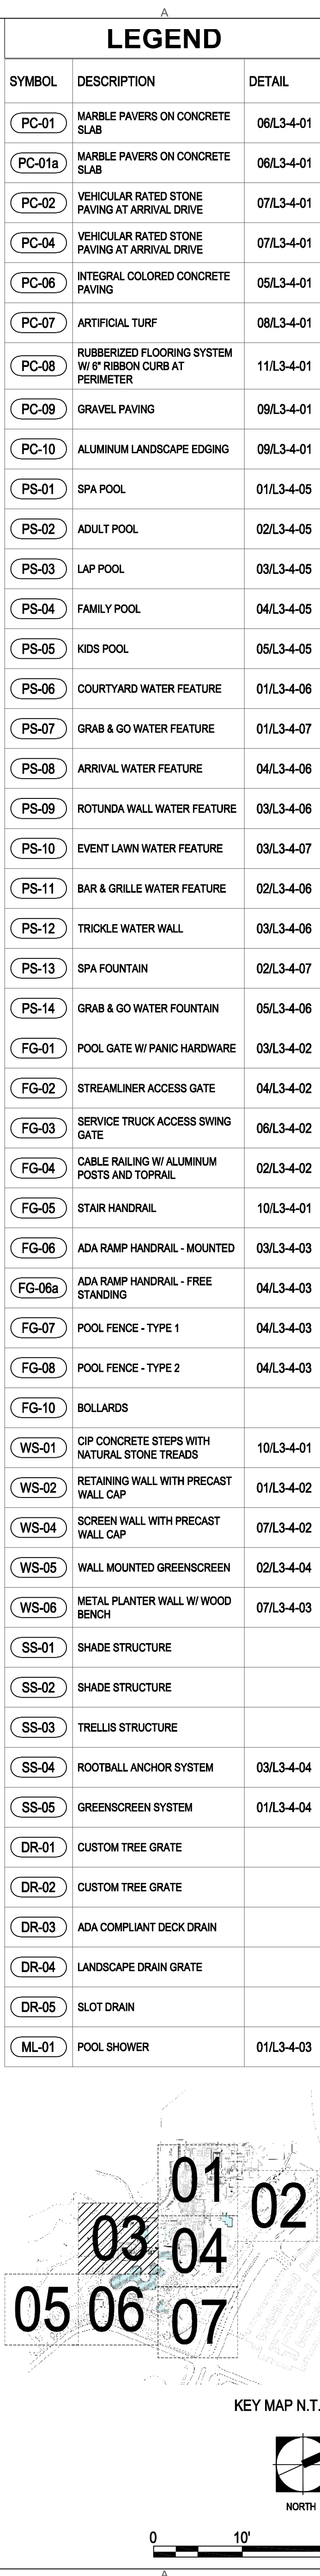 A
LEGEND
SYMBOL DESCRIPTION DETAIL
PC-01 MARBLE PAVERS ON CONCRETE SLAB 06/L3-4-01
PC-01a MARBLE PAVERS ON CONCRETE SLAB 06/L3-4-01
PC-02 VEHICULAR RATED STONE PAVING AT ARRIVAL DRIVE 07/L3-4-01
PC-04 VEHICULAR RATED STONE PAVING AT ARRIVAL DRIVE 07/L3-4-01
PC-06 INTEGRAL COLORED CONCRETE PAVING 05/L3-4-01
PC-07 ARTIFICIAL TURF 08/L3-4-01
PC-08 RUBBERIZED FLOORING SYSTEM W/ 6" RIBBON CURB AT PERIMETER 11/L3-4-01
PC-09 GRAVEL PAVING 09/L3-4-01
PC-10 ALUMINUM LANDSCAPE EDGING 09/L3-4-01
PS-01 SPA POOL 01/L3-4-05
PS-02 ADULT POOL 02/L3-4-05
PS-03 LAP POOL 03/L3-4-05
PS-04 FAMILY POOL 04/L3-4-05
PS-05 KIDS POOL 05/L3-4-05
PS-06 COURTYARD WATER FEATURE 01/L3-4-06
PS-07 GRAB & GO WATER FEATURE 01/L3-4-07
PS-08 ARRIVAL WATER FEATURE 04/L3-4-06
PS-09 ROTUNDA WALL WATER FEATURE 03/L3-4-06
PS-10 EVENT LAWN WATER FEATURE 03/L3-4-07
PS-11 BAR & GRILLE WATER FEATURE 02/L3-4-06
PS-12 TRICKLE WATER WALL 03/L3-4-06
PS-13 SPA FOUNTAIN 02/L3-4-07
PS-14 GRAB & GO WATER FOUNTAIN 05/L3-4-06
FG-01 POOL GATE W/ PANIC HARDWARE 03/L3-4-02
FG-02 STREAMLINER ACCESS GATE 04/L3-4-02
FG-03 SERVICE TRUCK ACCESS SWING GATE 06/L3-4-02
FG-04 CABLE RAILING W/ ALUMINUM POSTS AND TOPRAIL 02/L3-4-02
FG-05 STAIR HANDRAIL 10/L3-4-01
FG-06 ADA RAMP HANDRAIL - MOUNTED 03/L3-4-03
FG-06a ADA RAMP HANDRAIL - FREE STANDING 04/L3-4-03
FG-07 POOL FENCE - TYPE 1 04/L3-4-03
FG-08 POOL FENCE - TYPE 2 04/L3-4-03
FG-10 BOLLARDS
WS-01 CIP CONCRETE STEPS WITH NATURAL STONE TREADS 10/L3-4-01
WS-02 RETAINING WALL WITH PRECAST WALL CAP 01/L3-4-02
WS-04 SCREEN WALL WITH PRECAST WALL CAP 07/L3-4-02
WS-05 WALL MOUNTED GREENSCREEN 02/L3-4-04
WS-06 METAL PLANTER WALL W/ WOOD BENCH 07/L3-4-03
SS-01 SHADE STRUCTURE
SS-02 SHADE STRUCTURE
SS-03 TRELLIS STRUCTURE
SS-04 ROOTBALL ANCHOR SYSTEM 03/L3-4-04
SS-05 GREENSCREEN SYSTEM 01/L3-4-04
DR-01 CUSTOM TREE GRATE
DR-02 CUSTOM TREE GRATE
DR-03 ADA COMPLIANT DECK DRAIN
DR-04 LANDSCAPE DRAIN GRATE
DR-05 SLOT DRAIN
ML-01 POOL SHOWER 01/L3-4-03
01
02
03
04
05 06 07
KEY MAP N.T.
NORTH
0 10'
A